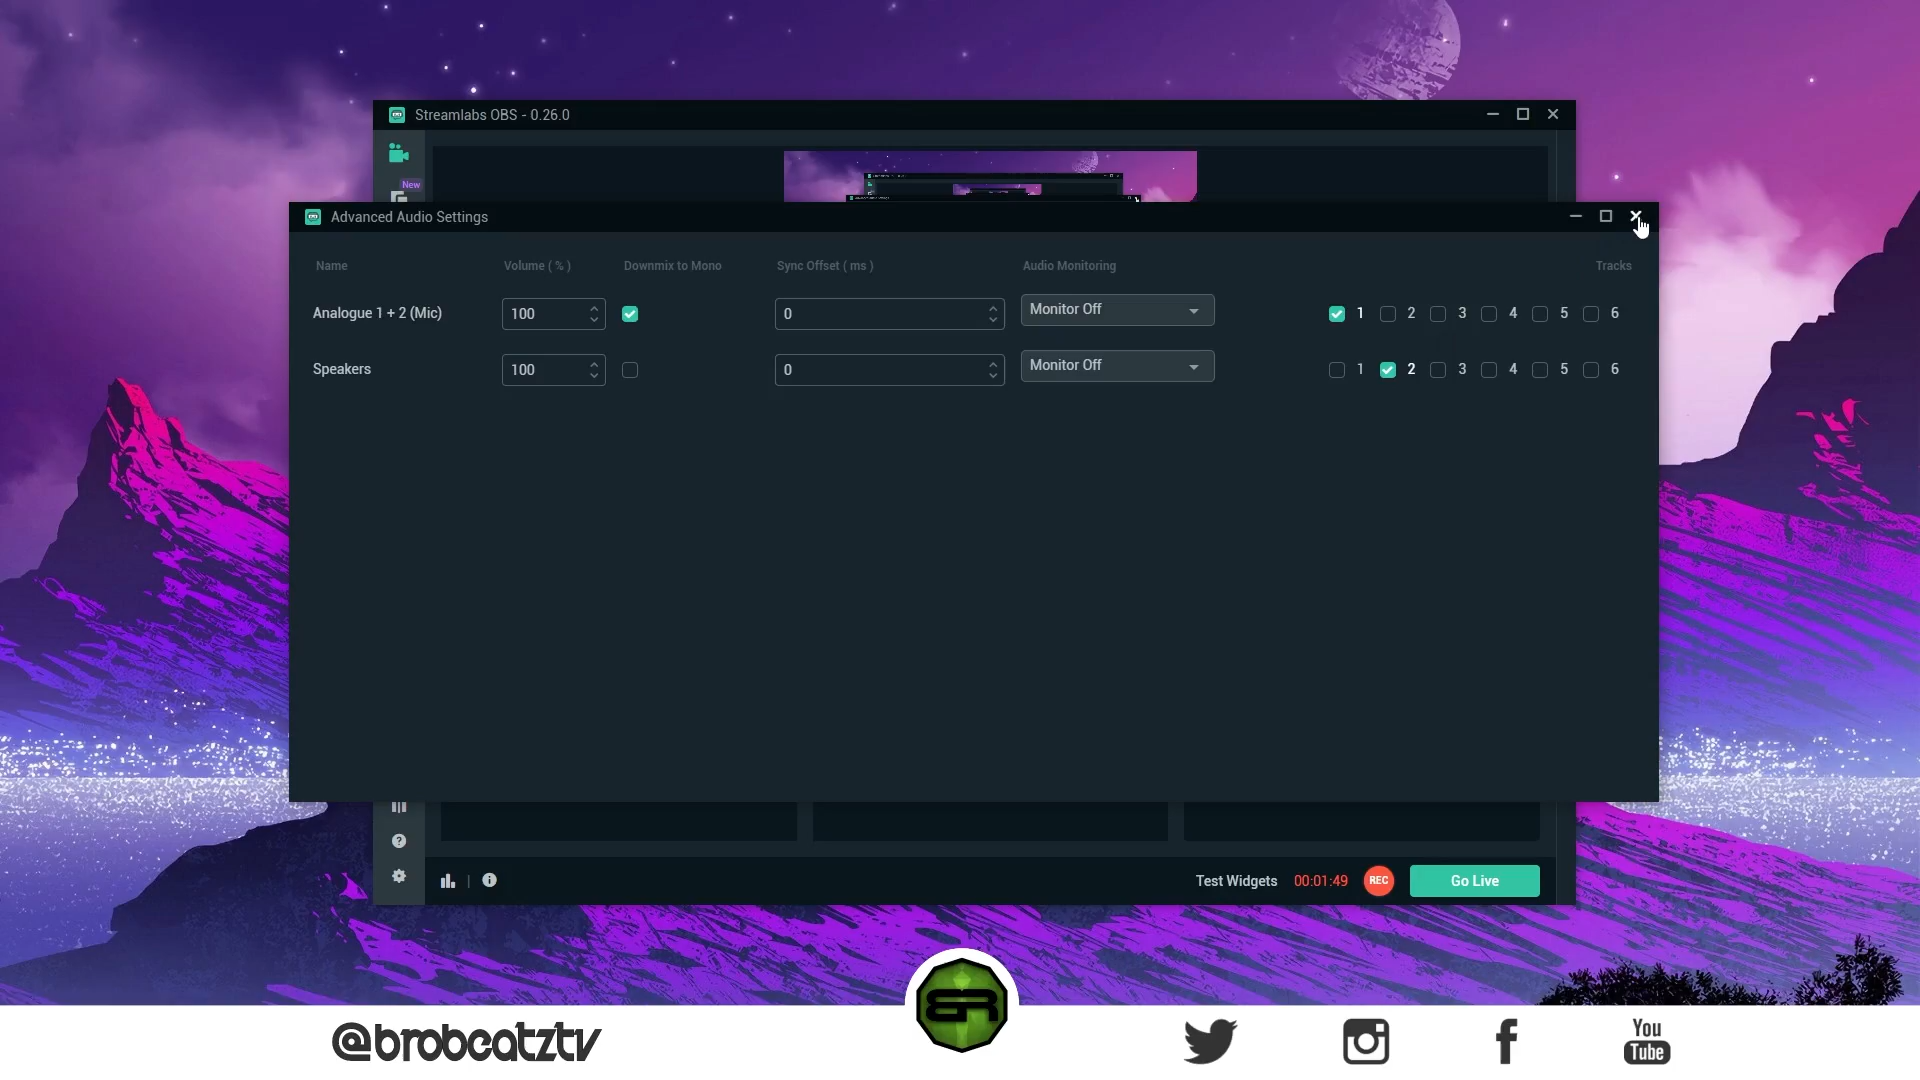 Streamlabs OBS - 0.26.0
New
Advanced Audio Settings
Name Volume ( % ) Downmix to Mono Sync Offset ( ms ) Audio Monitoring Tracks
Analogue 1 + 2 (Mic) 100 0 Monitor Off 1 2 3 4 5 6
Speakers 100 0 Monitor Off 1 2 3 4 5 6
Test Widgets 00:01:49 REC Go Live
@brobcatztv
You
Tube